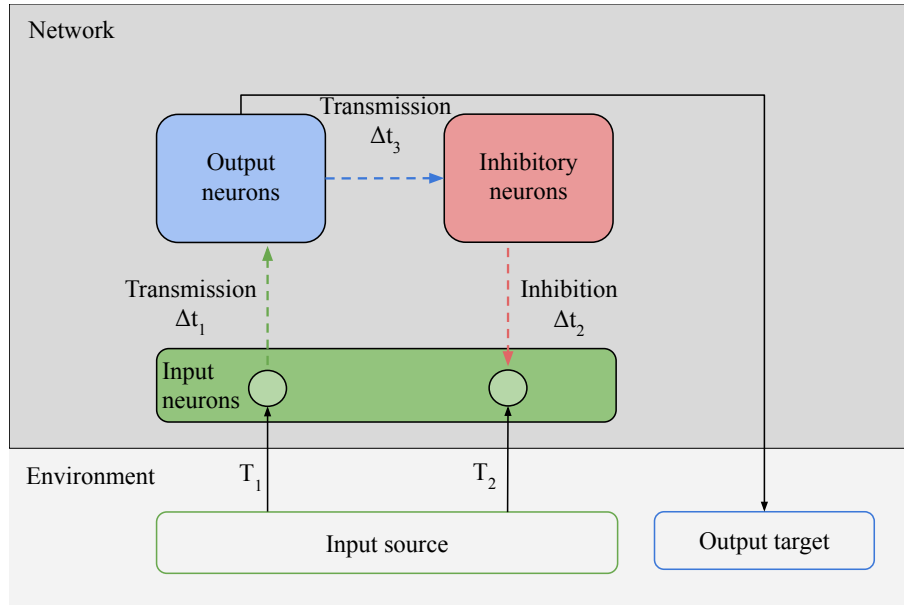 Network
Transmission
Δt3
Output
neurons
Inhibitory
neurons
Transmission
Δt1
Inhibition
Δt2
Input
neurons
Environment
T1
T2
Input source
Output target